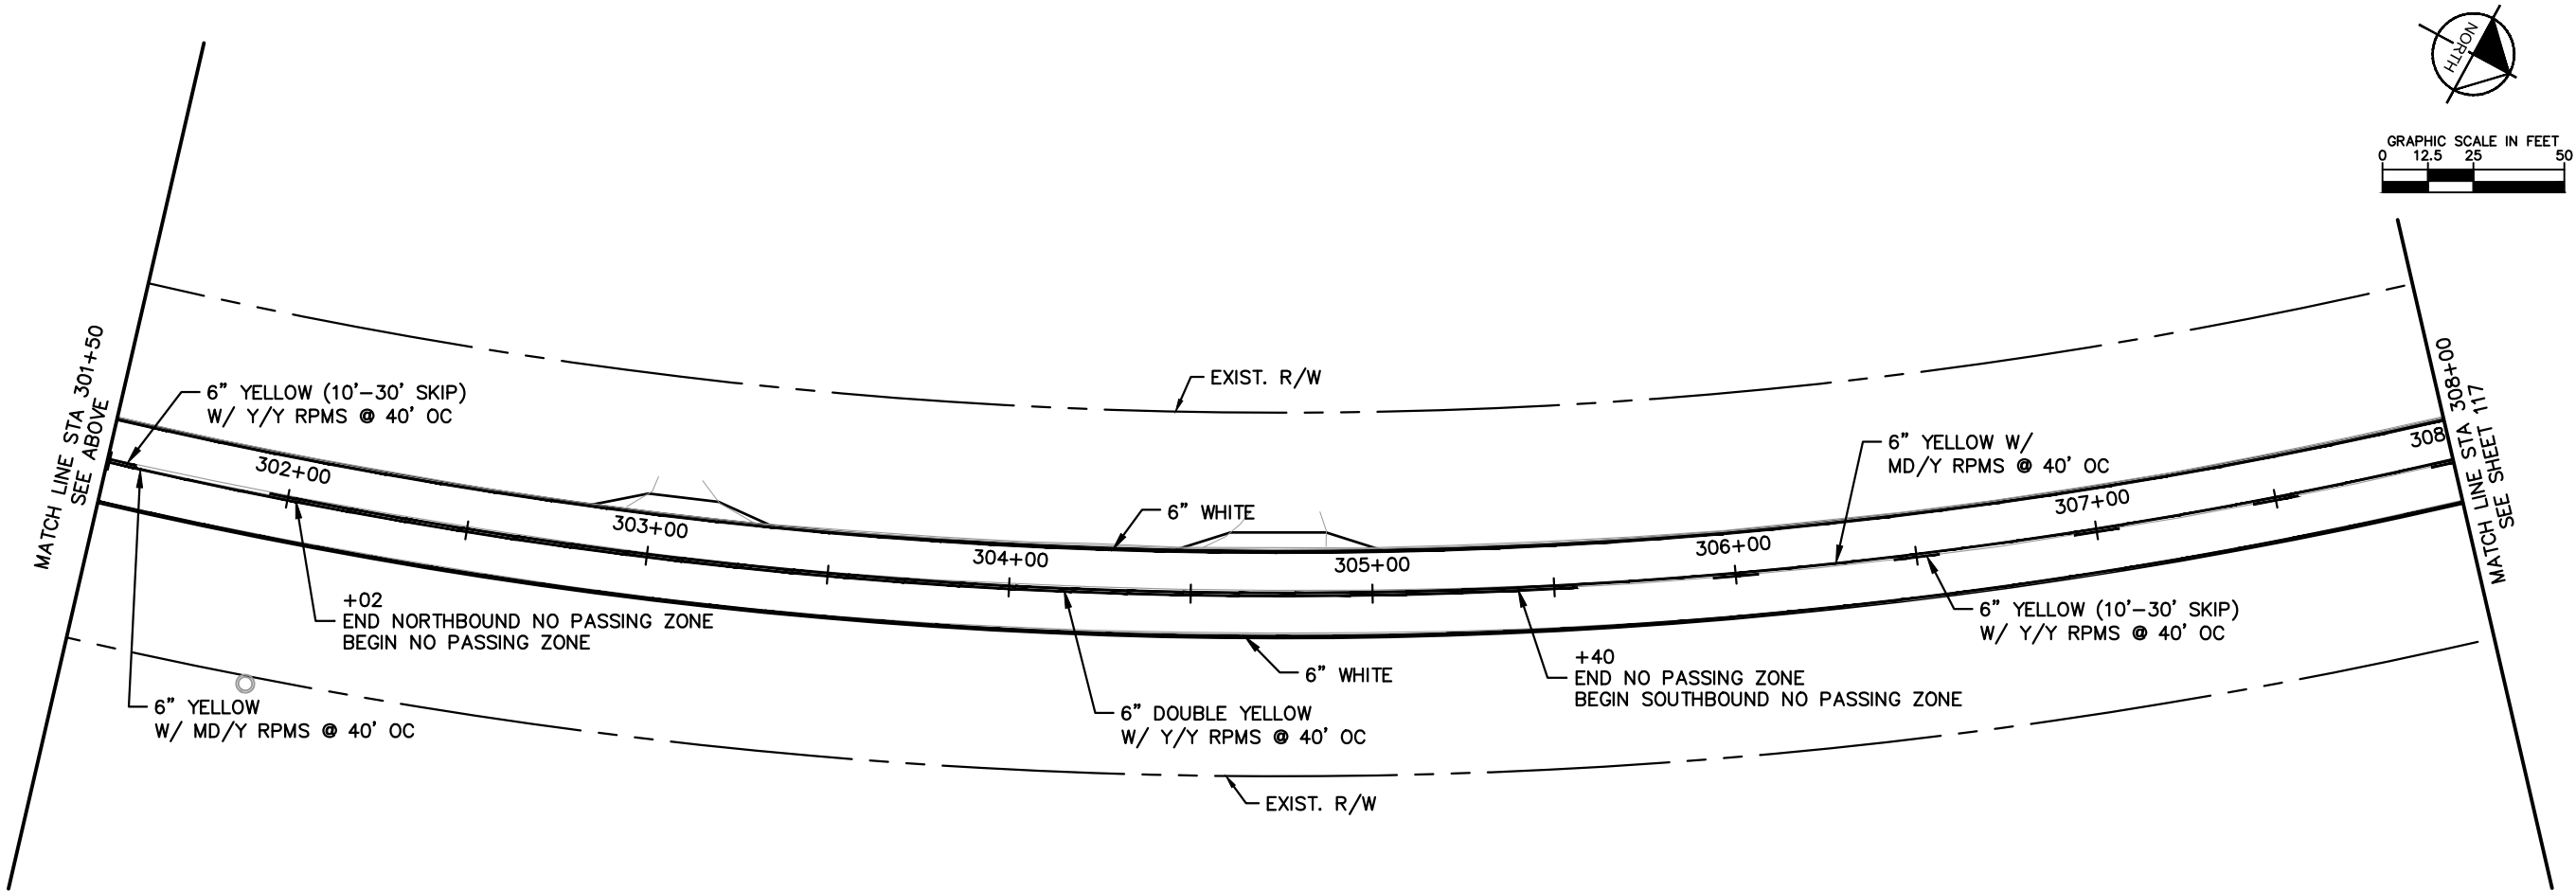 NORTH
GRAPHIC SCALE IN FEET
0 12.5 25 50
MATCH LINE STA 301+50
SEE ABOVE
6" YELLOW (10'-30' SKIP)
W/ Y/Y RPMS @ 40' OC
302+00
303+00
304+00
305+00
306+00
307+00
308
EXIST. R/W
6" WHITE
6" YELLOW W/
MD/Y RPMS @ 40' OC
MATCH LINE STA 308+00
SEE SHEET 117
+02
END NORTHBOUND NO PASSING ZONE
BEGIN NO PASSING ZONE
6" YELLOW
W/ MD/Y RPMS @ 40' OC
6" DOUBLE YELLOW
W/ Y/Y RPMS @ 40' OC
6" WHITE
+40
END NO PASSING ZONE
BEGIN SOUTHBOUND NO PASSING ZONE
6" YELLOW (10'-30' SKIP)
W/ Y/Y RPMS @ 40' OC
EXIST. R/W